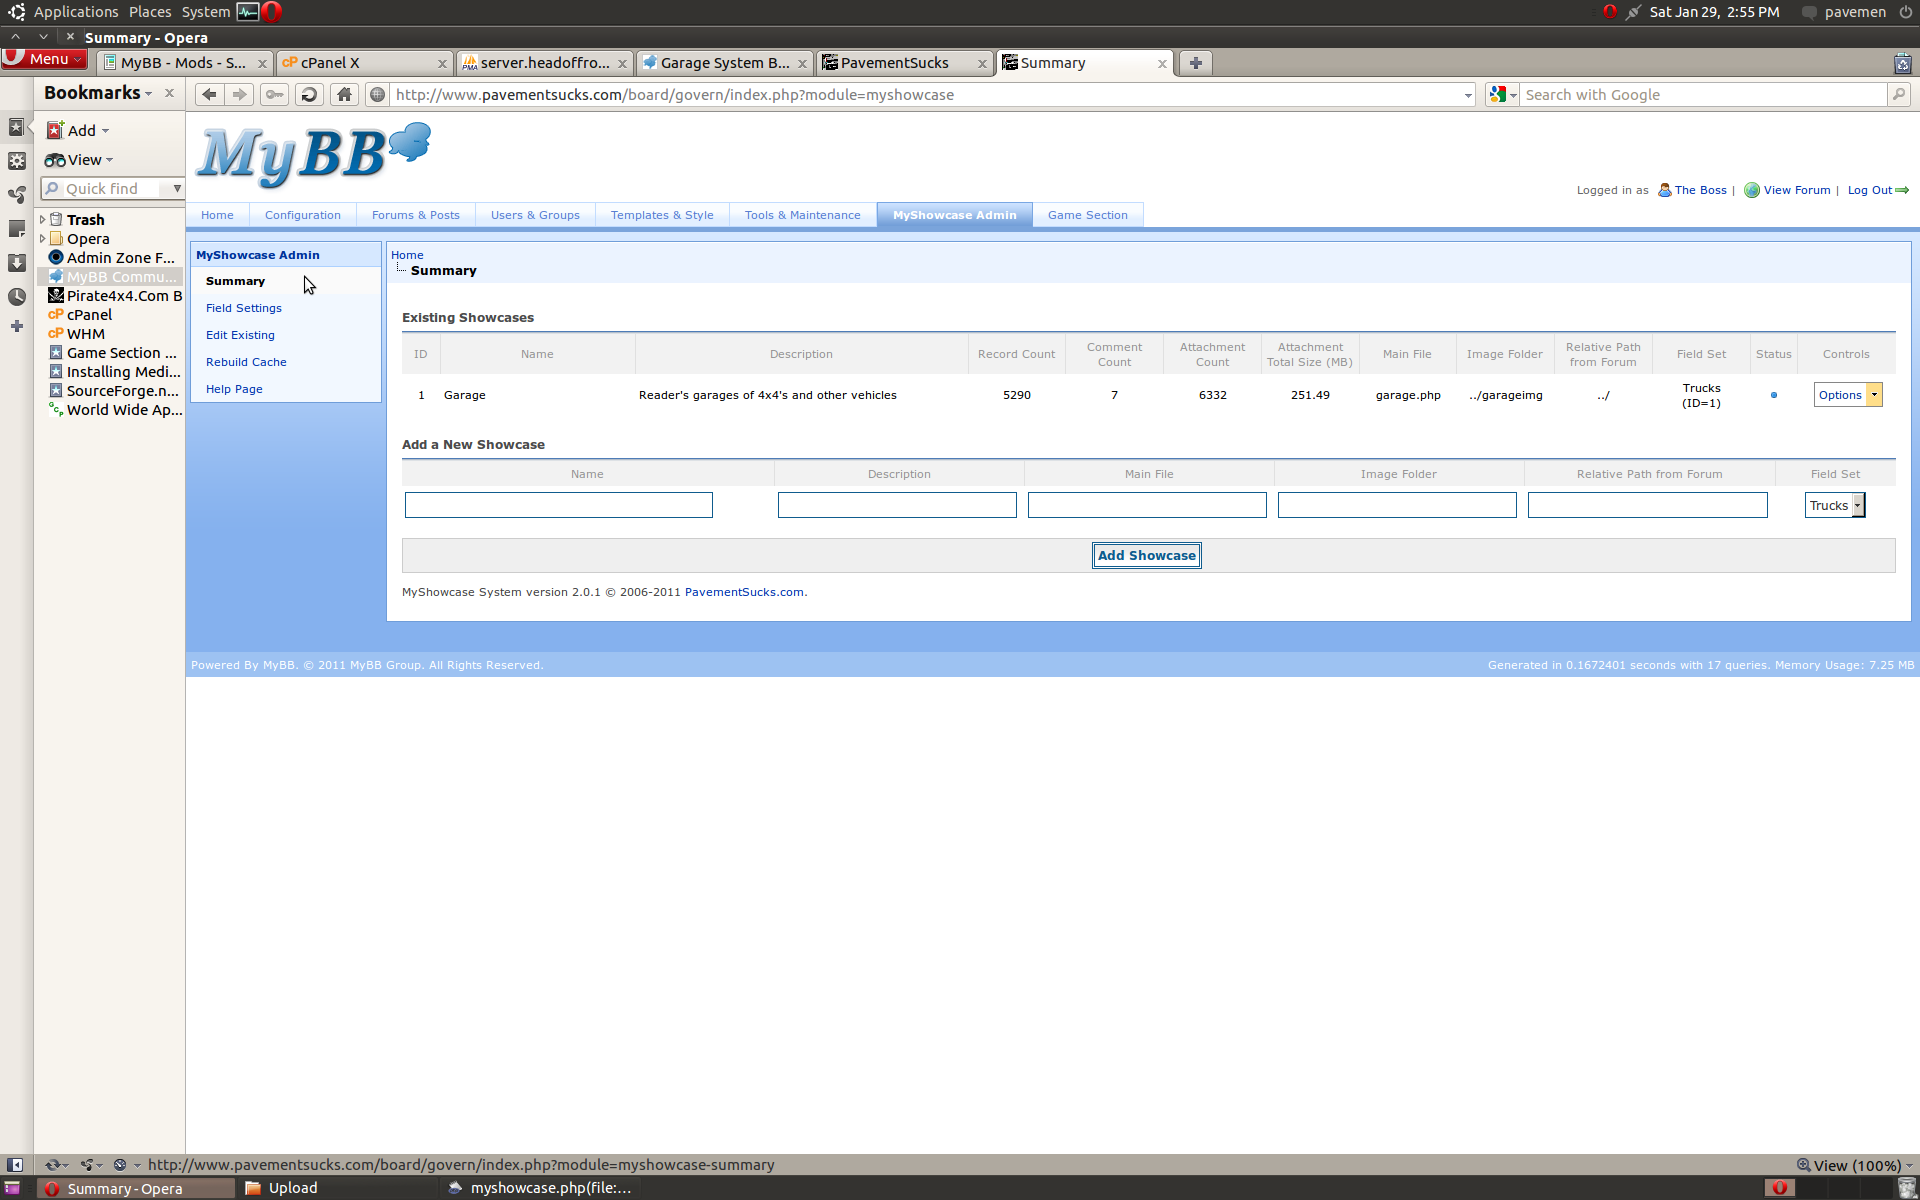 Applications Places System
Sat Jan 29, 2:55 PM pavemen
Summary - Opera
Menu
MyBB - Mods - S...
cPanel X
server.headoffro...
Garage System B...
PavementSucks
Summary
Bookmarks
http://www.pavementsucks.com/board/govern/index.php?module=myshowcase
Search with Google
Add
View
Quick find
Trash
Opera
Admin Zone F...
MyBB Commu...
Pirate4x4.Com B
cPanel
WHM
Game Section ...
Installing Medi...
SourceForge.n...
World Wide Ap...
MyBB
Logged in as The Boss | View Forum | Log Out
Home
Configuration
Forums & Posts
Users & Groups
Templates & Style
Tools & Maintenance
MyShowcase Admin
Game Section
MyShowcase Admin
Summary
Field Settings
Edit Existing
Rebuild Cache
Help Page
Home
Summary
Existing Showcases
ID Name Description Record Count Comment Count Attachment Count Attachment Total Size (MB) Main File Image Folder Relative Path from Forum Field Set Status Controls
1 Garage Reader's garages of 4x4's and other vehicles 5290 7 6332 251.49 garage.php ../garageimg ../ Trucks (ID=1) Options
Add a New Showcase
Name Description Main File Image Folder Relative Path from Forum Field Set
Trucks
Add Showcase
MyShowcase System version 2.0.1 © 2006-2011 PavementSucks.com.
Powered By MyBB. © 2011 MyBB Group. All Rights Reserved.
Generated in 0.1672401 seconds with 17 queries. Memory Usage: 7.25 MB
http://www.pavementsucks.com/board/govern/index.php?module=myshowcase-summary
View (100%)
Summary - Opera
Upload
myshowcase.php(file:...